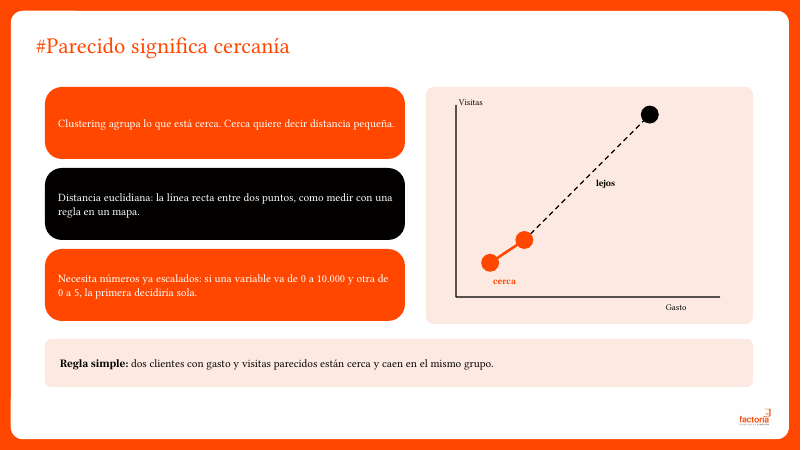 #Parecido significa cercanía
Clustering agrupa lo que está cerca. Cerca quiere decir distancia pequeña.
Distancia euclidiana: la línea recta entre dos puntos, como medir con una
regla en un mapa.
Necesita números ya escalados: si una variable va de 0 a 10.000 y otra de
0 a 5, la primera decidiría sola.
Visitas
lejos
cerca
Gasto
Regla simple: dos clientes con gasto y visitas parecidos están cerca y caen en el mismo grupo.
factoría